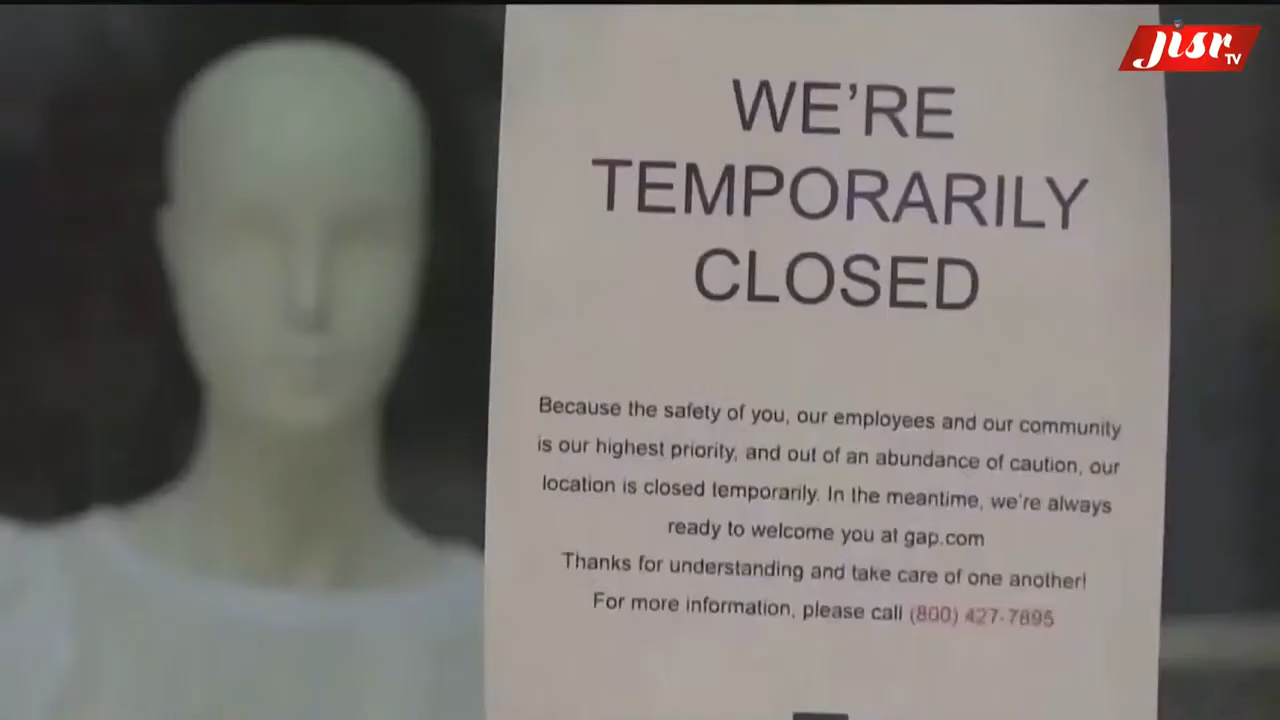 jisr TV
WE'RE
TEMPORARILY
CLOSED
Because the safety of you, our employees and our community
is our highest priority, and out of an abundance of caution, our
location is closed temporarily. In the meantime, we're always
ready to welcome you at gap.com
Thanks for understanding and take care of one another!
For more information, please call (800) 427-7895